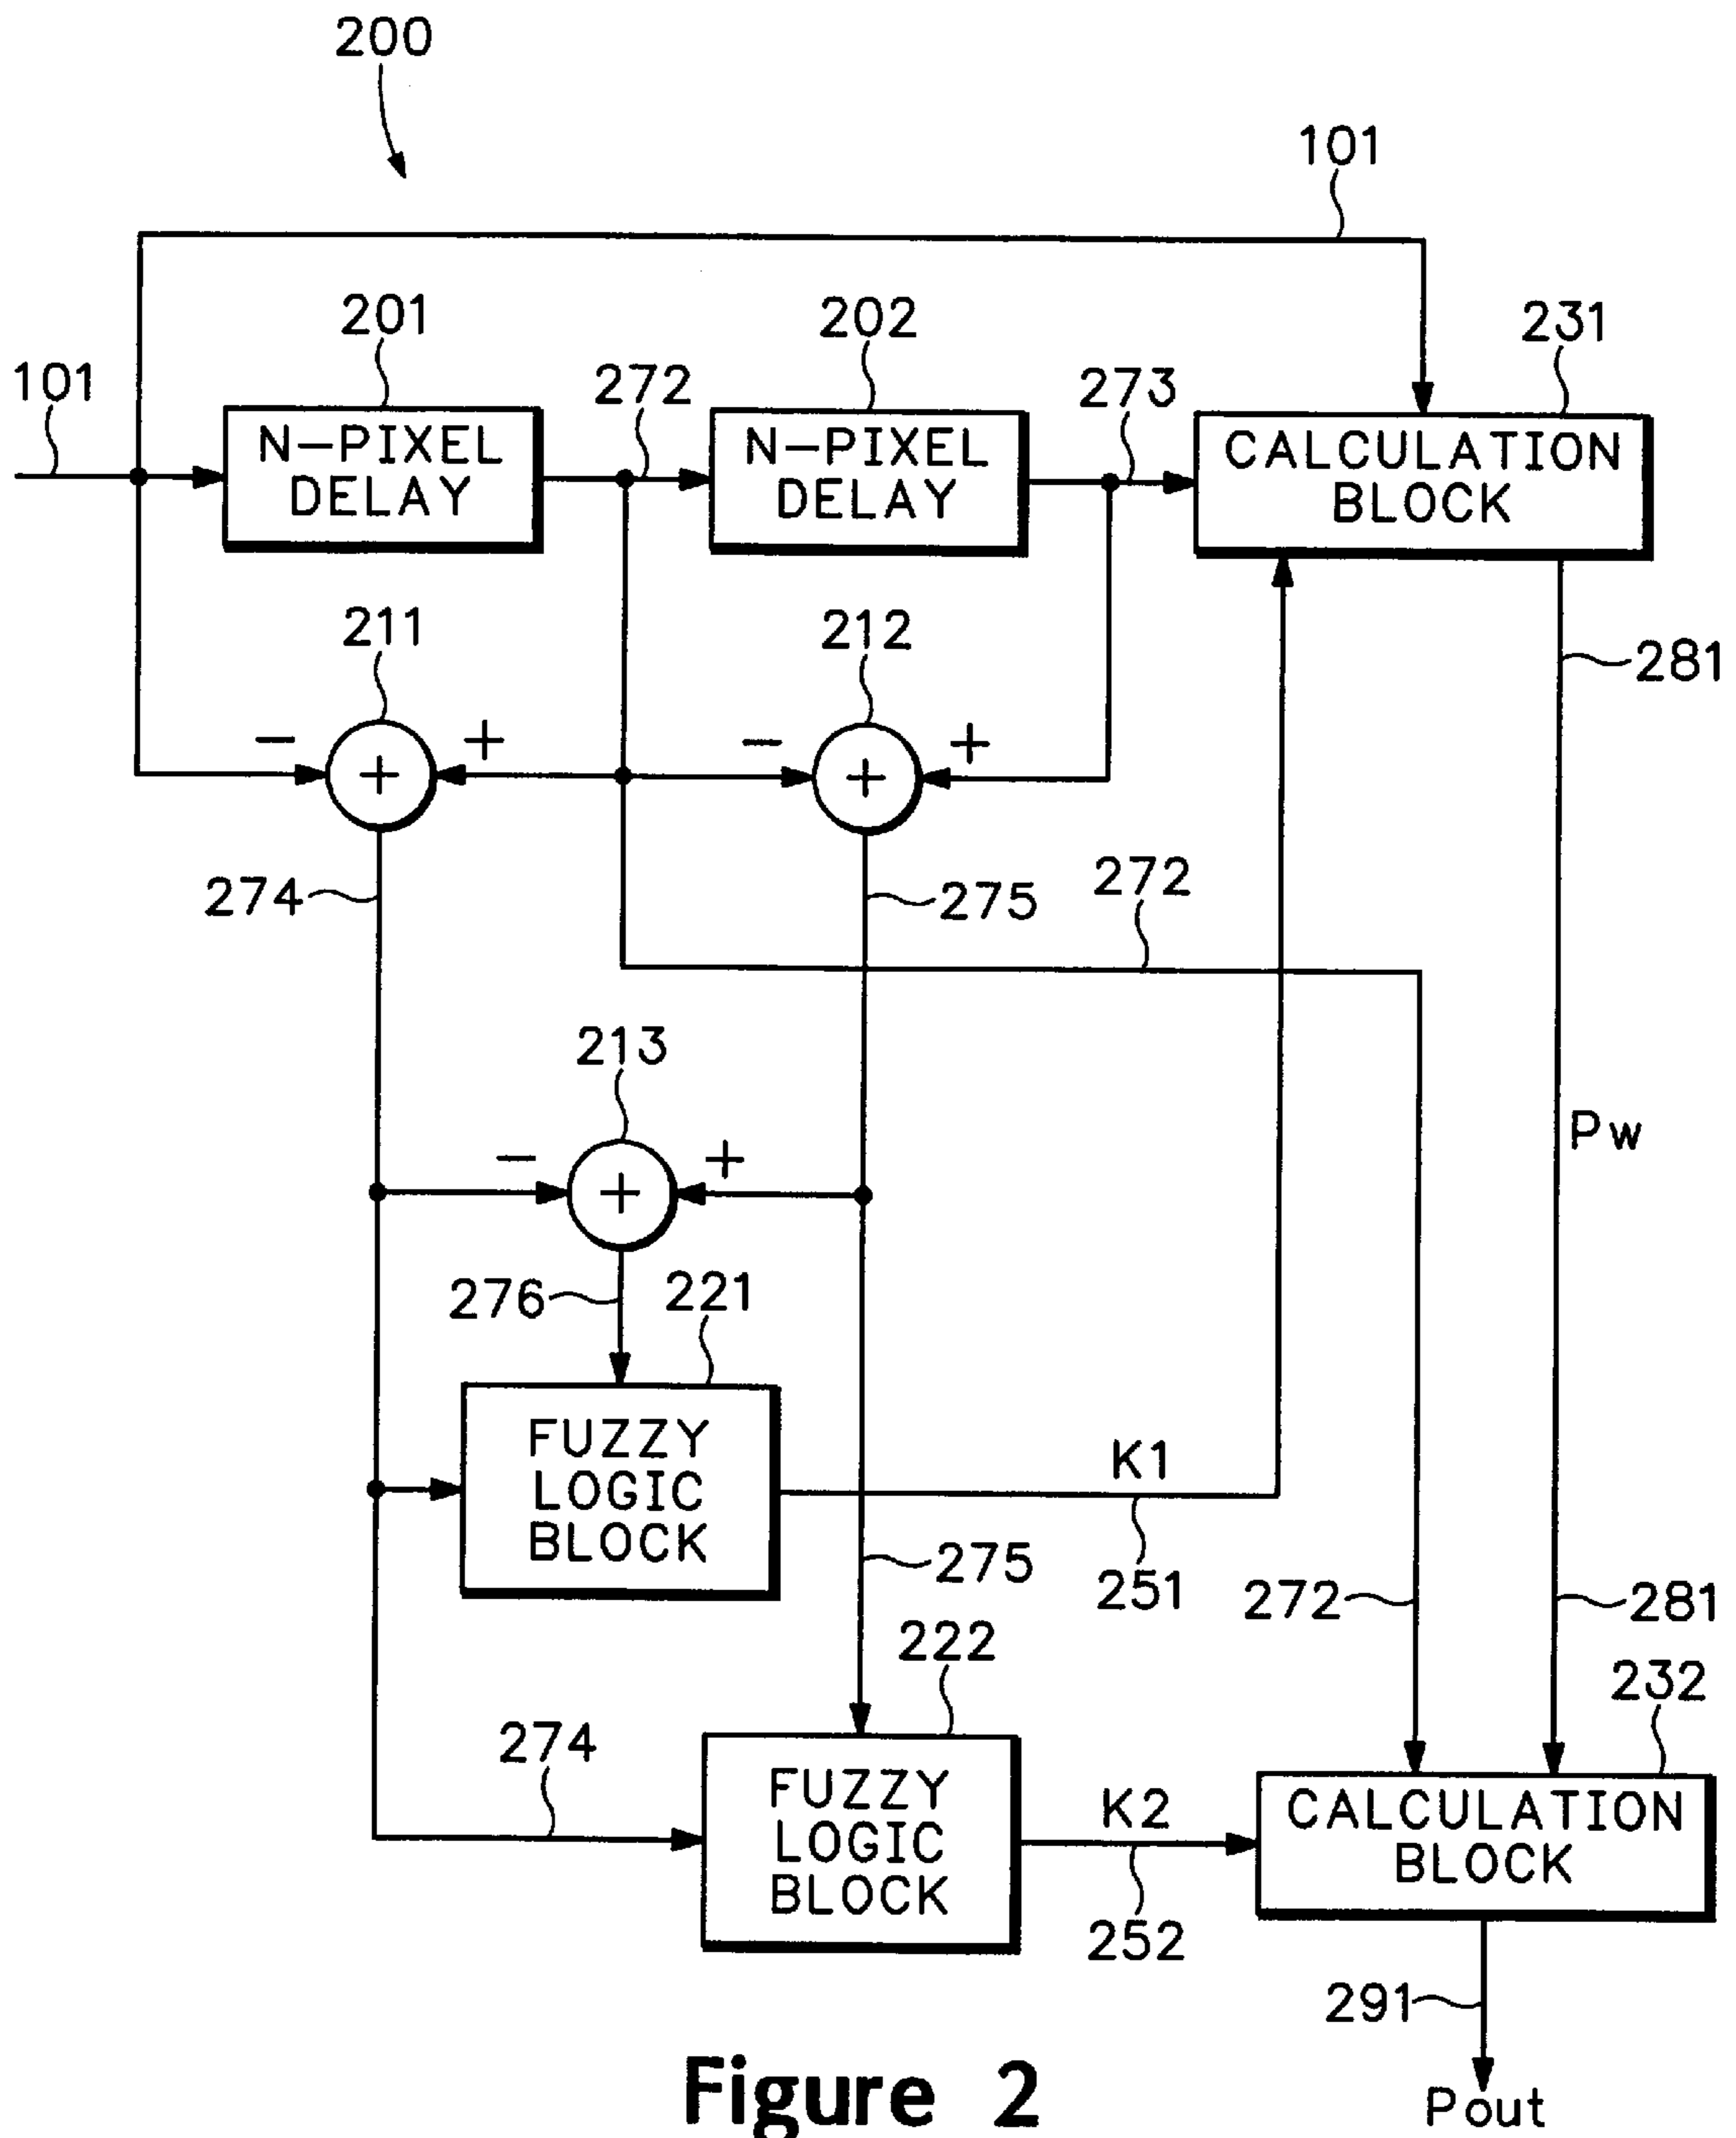 200
101
201
202
231
101
272
273
N-PIXEL
DELAY
N-PIXEL
DELAY
CALCULATION
BLOCK
211
212
281
−
+
+
−
+
+
274
275
272
213
Pw
−
+
+
276
221
FUZZY
LOGIC
BLOCK
K1
275
251
272
281
222
232
274
FUZZY
LOGIC
BLOCK
K2
CALCULATION
BLOCK
252
291
Pout
Figure 2